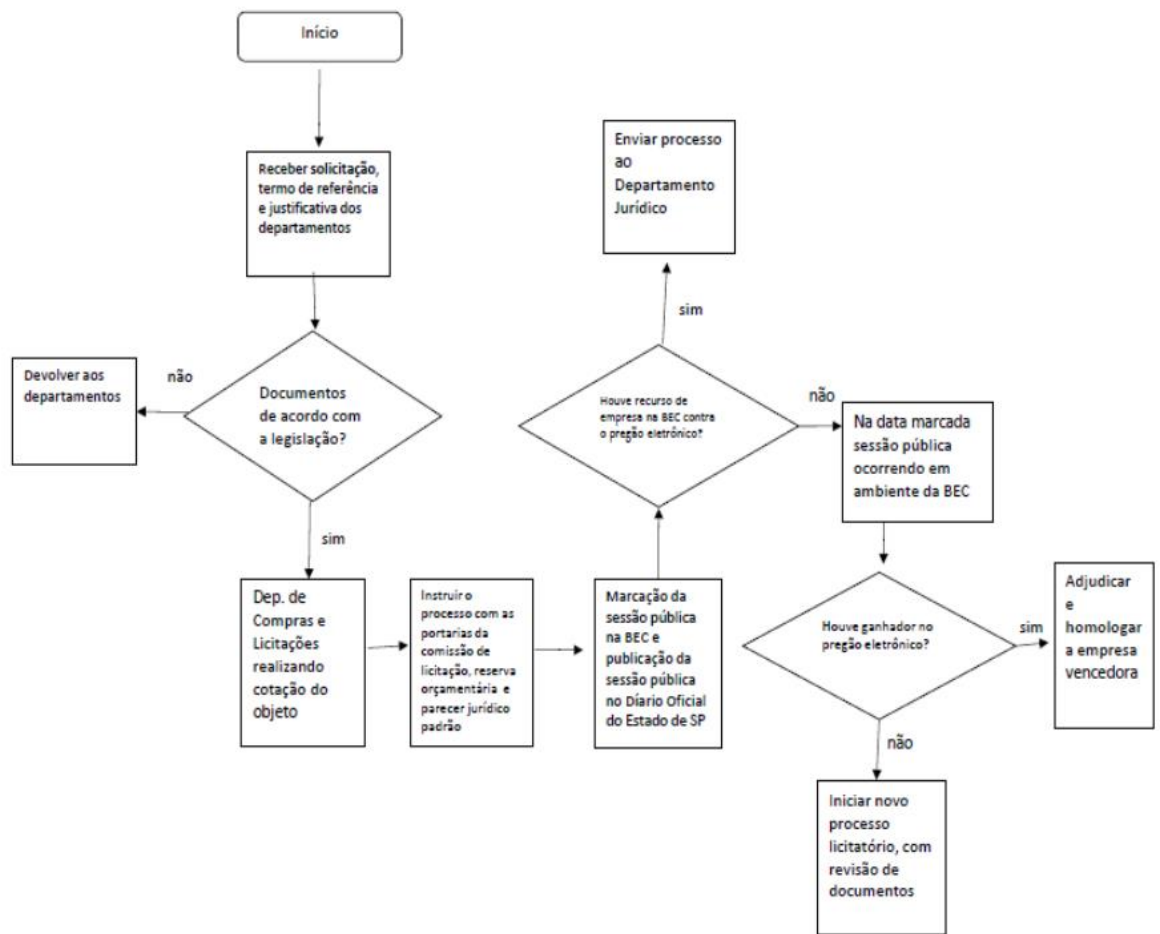 Início
Receber solicitação,
termo de referência
e justificativa dos
departamentos
Devolver aos
departamentos
não
Documentos
de acordo com
a legislação?
sim
Dep. de
Compras e
Licitações
realizando
cotação do
objeto
Instruir o
processo com as
portarias da
comissão de
licitação, reserva
orçamentária e
parecer jurídico
padrão
Marcação da
sessão pública
na BEC e
publicação da
sessão pública
no Díario Oficial
do Estado de SP
Houve recurso de
empresa na BEC contra
o pregão eletrônico?
sim
Enviar processo
ao
Departamento
Jurídico
não
Na data marcada
sessão pública
ocorrendo em
ambiente da BEC
Houve ganhador no
pregão eletrônico?
sim
Adjudicar
e
homologar
a empresa
vencedora
não
Iniciar novo
processo
licitatório, com
revisão de
documentos